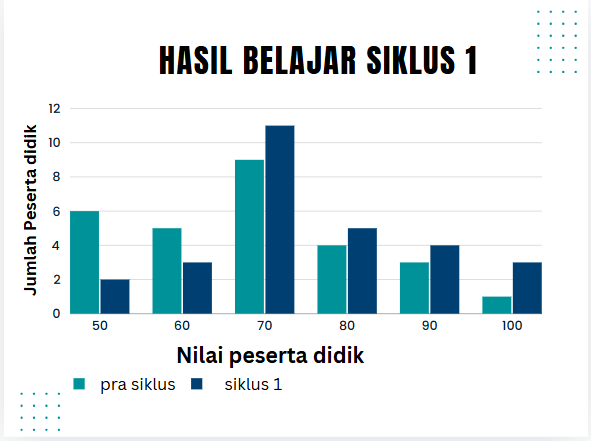 HASIL BELAJAR SIKLUS 1
Jumlah Peserta didik
12
10
8
6
4
2
0
50 60 70 80 90 100
Nilai peserta didik
pra siklus siklus 1